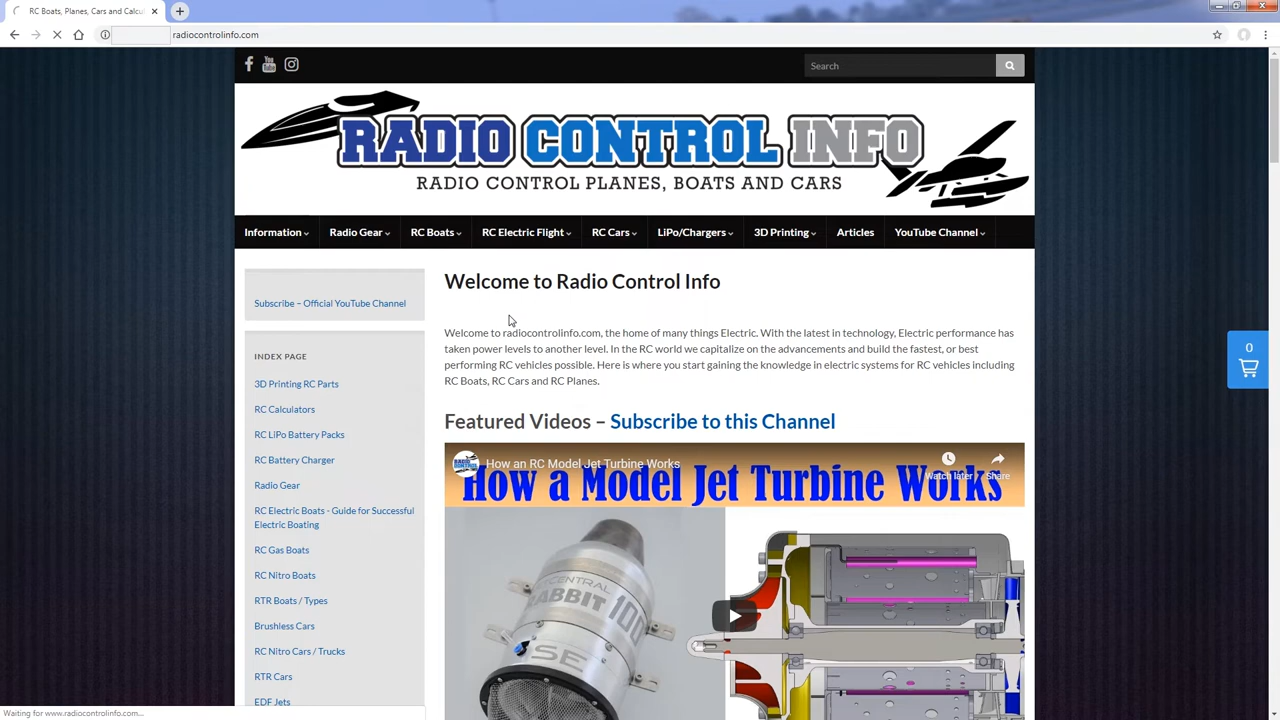 RC Boats, Planes, Cars and Calcu
radiocontrolinfo.com
Search
RADIO CONTROL INFO
RADIO CONTROL PLANES, BOATS AND CARS
Information
Radio Gear
RC Boats
RC Electric Flight
RC Cars
LiPo/Chargers
3D Printing
Articles
YouTube Channel
Subscribe – Official YouTube Channel
INDEX PAGE
3D Printing RC Parts
RC Calculators
RC LiPo Battery Packs
RC Battery Charger
Radio Gear
RC Electric Boats - Guide for Successful
Electric Boating
RC Gas Boats
RC Nitro Boats
RTR Boats / Types
Brushless Cars
RC Nitro Cars / Trucks
RTR Cars
EDF Jets
Welcome to Radio Control Info
Welcome to radiocontrolinfo.com, the home of many things Electric. With the latest in technology, Electric performance has
taken power levels to another level. In the RC world we capitalize on the advancements and build the fastest, or best
performing RC vehicles possible. Here is where you start gaining the knowledge in electric systems for RC vehicles including
RC Boats, RC Cars and RC Planes.
Featured Videos – Subscribe to this Channel
How an RC Model Jet Turbine Works
Watch later
Share
How a Model Jet Turbine Works
RABBIT
100
SE
0
Waiting for www.radiocontrolinfo.com...